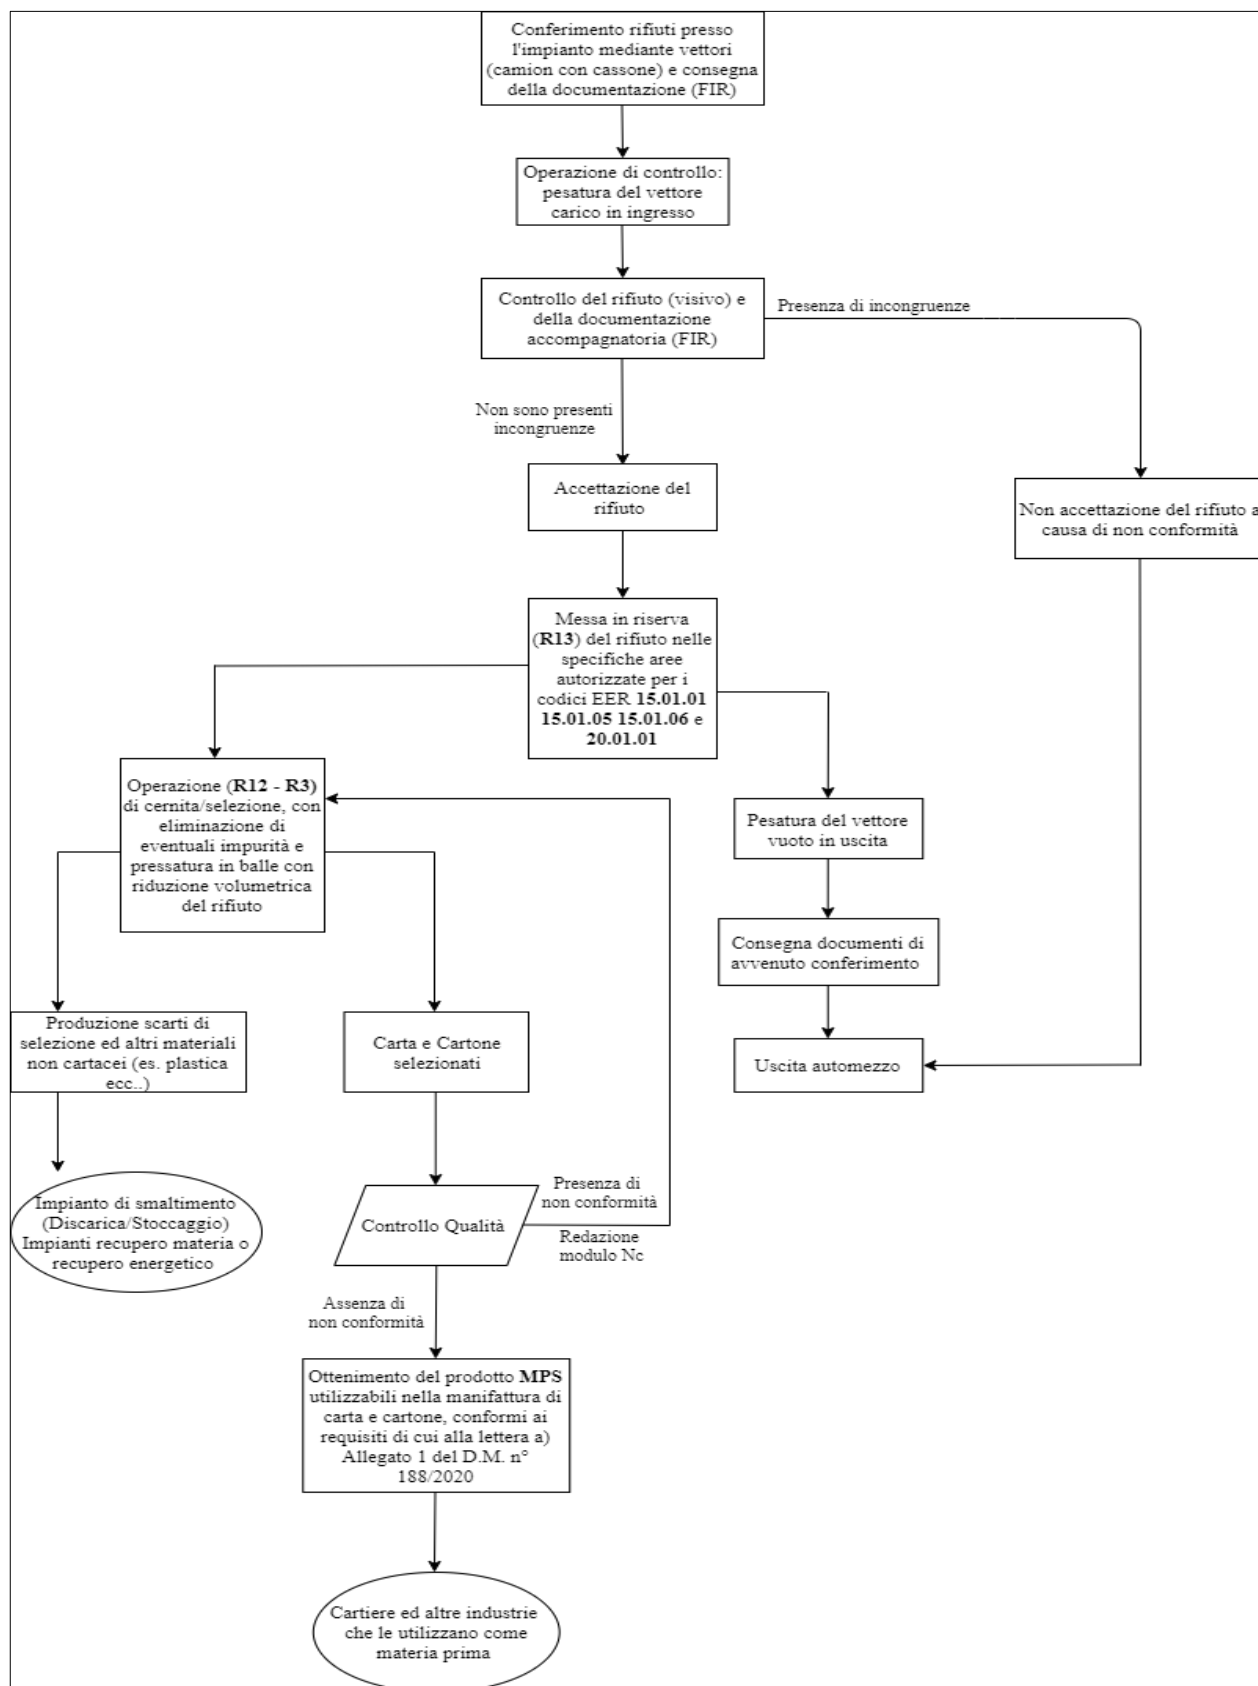 Conferimento rifiuti presso
l'impianto mediante vettori
(camion con cassone) e consegna
della documentazione (FIR)
Operazione di controllo:
pesatura del vettore
carico in ingresso
Controllo del rifiuto (visivo) e
della documentazione
accompagnatoria (FIR)
Presenza di incongruenze
Non sono presenti
incongruenze
Accettazione del
rifiuto
Non accettazione del rifiuto a
causa di non conformità
Messa in riserva
(R13) del rifiuto nelle
specifiche aree
autorizzate per i
codici EER 15.01.01
15.01.05 15.01.06 e
20.01.01
Operazione (R12 - R3)
di cernita/selezione, con
eliminazione di
eventuali impurità e
pressatura in balle con
riduzione volumetrica
del rifiuto
Pesatura del vettore
vuoto in uscita
Consegna documenti di
avvenuto conferimento
Uscita automezzo
Produzione scarti di
selezione ed altri materiali
non cartacei (es. plastica
ecc..)
Carta e Cartone
selezionati
Impianto di smaltimento
(Discarica/Stoccaggio)
Impianti recupero materia o
recupero energetico
Controllo Qualità
Presenza di
non conformità
Redazione
modulo Nc
Assenza di
non conformità
Ottenimento del prodotto MPS
utilizzabili nella manifattura di
carta e cartone, conformi ai
requisiti di cui alla lettera a)
Allegato 1 del D.M. n°
188/2020
Cartiere ed altre industrie
che le utilizzano come
materia prima